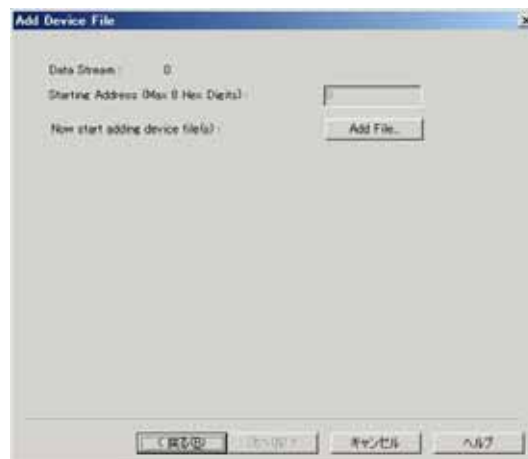 Add Device File
Data Stream : 0
Starting Address (Max 8 Hex Digits) :
Now start adding device file(s) :
Add File...
< 戻る(B)
キャンセル
ヘルプ